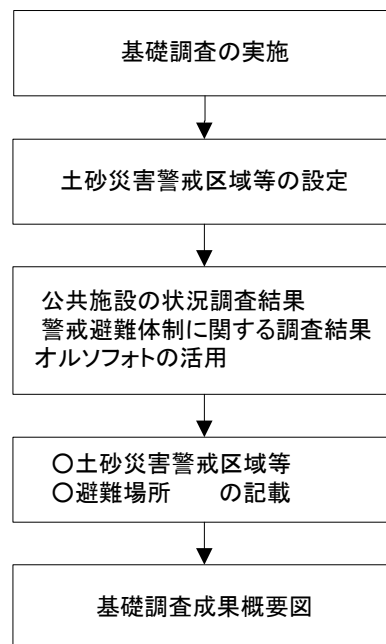 基礎調査の実施
土砂災害警戒区域等の設定
公共施設の状況調査結果
警戒避難体制に関する調査結果
オルソフォトの活用
〇土砂災害警戒区域等
〇避難場所　　の記載
基礎調査成果概要図